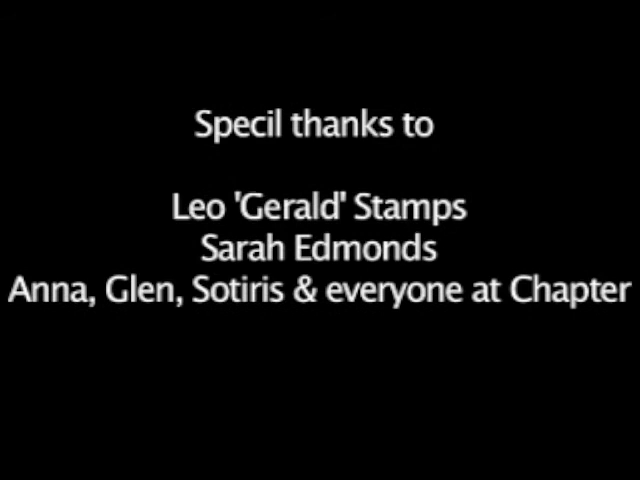 Specil thanks to
Leo 'Gerald' Stamps
Sarah Edmonds
Anna, Glen, Sotiris & everyone at Chapter